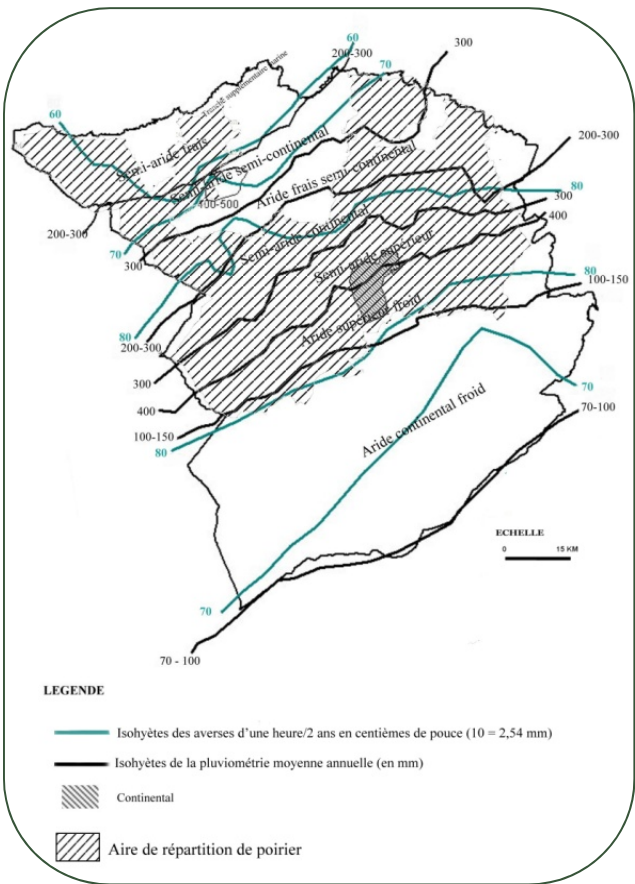 60
200-300
300
Tranche supplémentaire marine
70
60
200-300
Semi-aride frais
Semi-aride semi-continental
400-500
Aride frais semi-continental
80
300
400
200-300
70
300
Semi-aride continental
Semi-aride supérieur
80
100-150
80
200-300
Aride supérieur froid
300
70
400
70-100
100-150
80
Aride continental froid
ECHELLE
0 15 KM
70
70 - 100
LEGENDE
Isohyètes des averses d'une heure/2 ans en centièmes de pouce (10 = 2,54 mm)
Isohyètes de la pluviométrie moyenne annuelle (en mm)
Continental
Aire de répartition de poirier